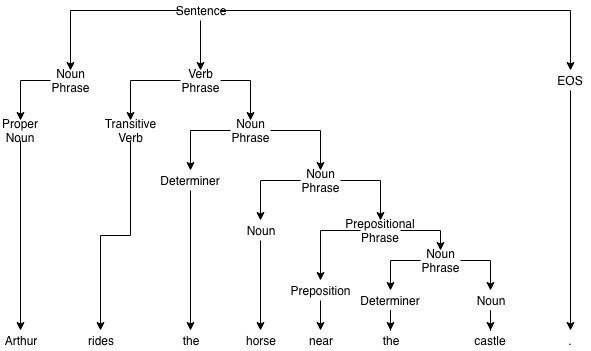 Sentence
Noun
Phrase
Verb
Phrase
EOS
Proper
Noun
Transitive
Verb
Noun
Phrase
Determiner
Noun
Phrase
Noun
Prepositional
Phrase
Noun
Phrase
Preposition
Determiner
Noun
Arthur rides the horse near the castle .